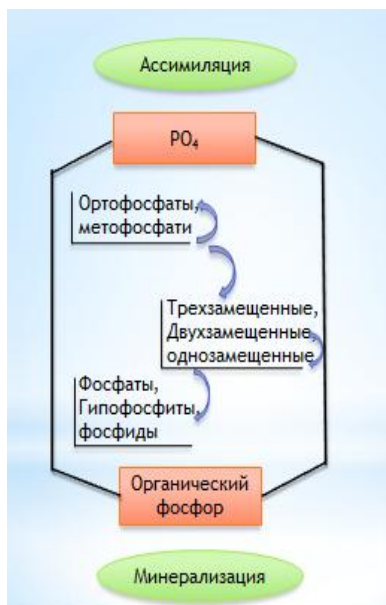 Ассимиляция
PO₄
Ортофосфаты,
метофосфати
Трехзамещенные,
Двухзамещенные,
однозамещенные
Фосфаты,
Гипофосфиты,
фосфиды
Органический
фосфор
Минерализация